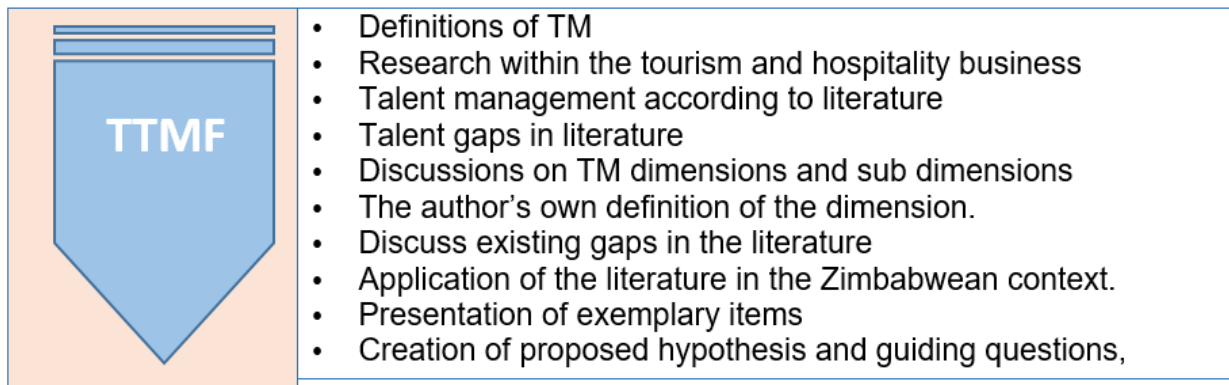 TTMF
• Definitions of TM
• Research within the tourism and hospitality business
• Talent management according to literature
• Talent gaps in literature
• Discussions on TM dimensions and sub dimensions
• The author’s own definition of the dimension.
• Discuss existing gaps in the literature
• Application of the literature in the Zimbabwean context.
• Presentation of exemplary items
• Creation of proposed hypothesis and guiding questions,